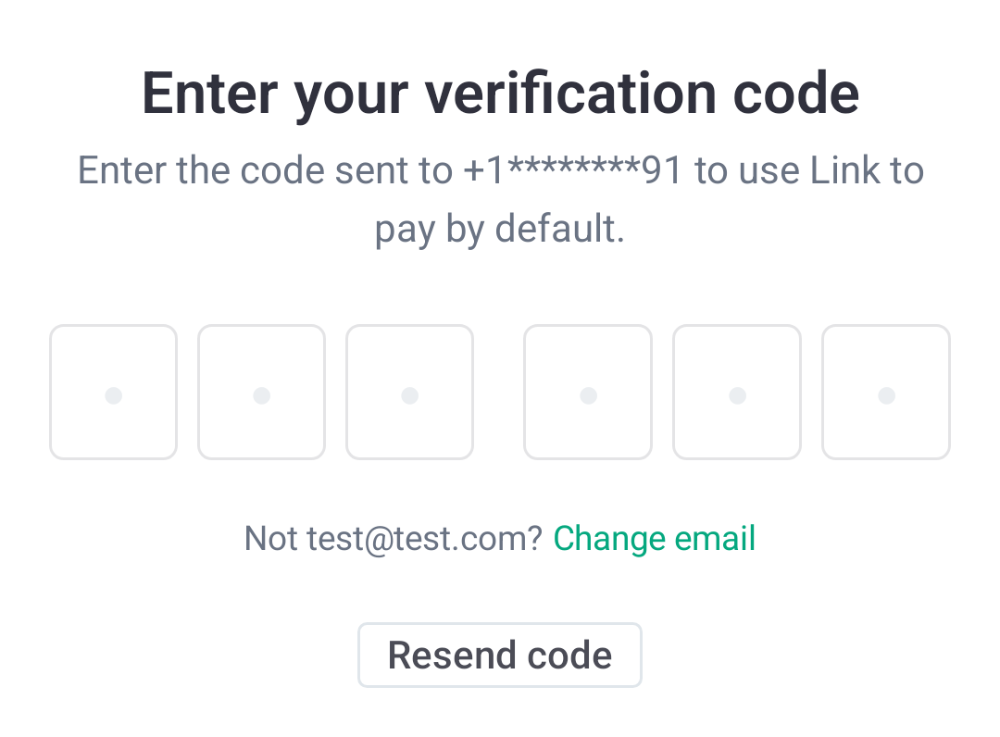 Enter your verification code
Enter the code sent to +1********91 to use Link to
pay by default.
Not test@test.com? Change email
Resend code